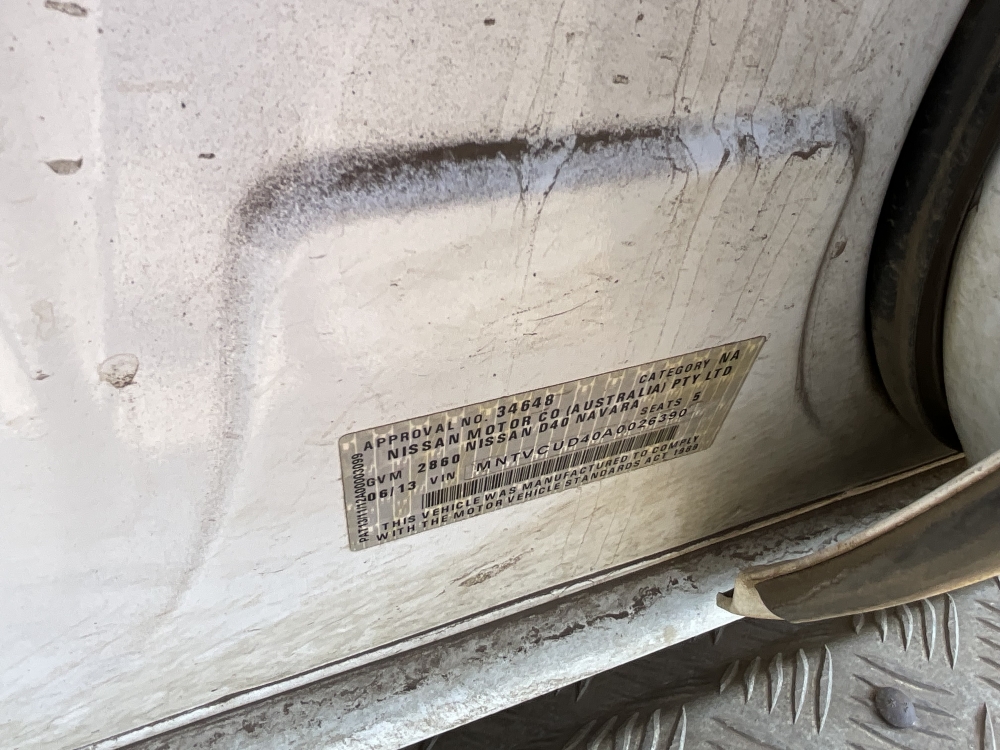 APPROVAL NO. 34648 CATEGORY NA
NISSAN MOTOR CO (AUSTRALIA) PTY LTD
GVM 2860 NISSAN D40 NAVARA SEATS 5
06/13 VIN MNTVCUD40A0026390
THIS VEHICLE WAS MANUFACTURED TO COMPLY
WITH THE MOTOR VEHICLE STANDARDS ACT 1989